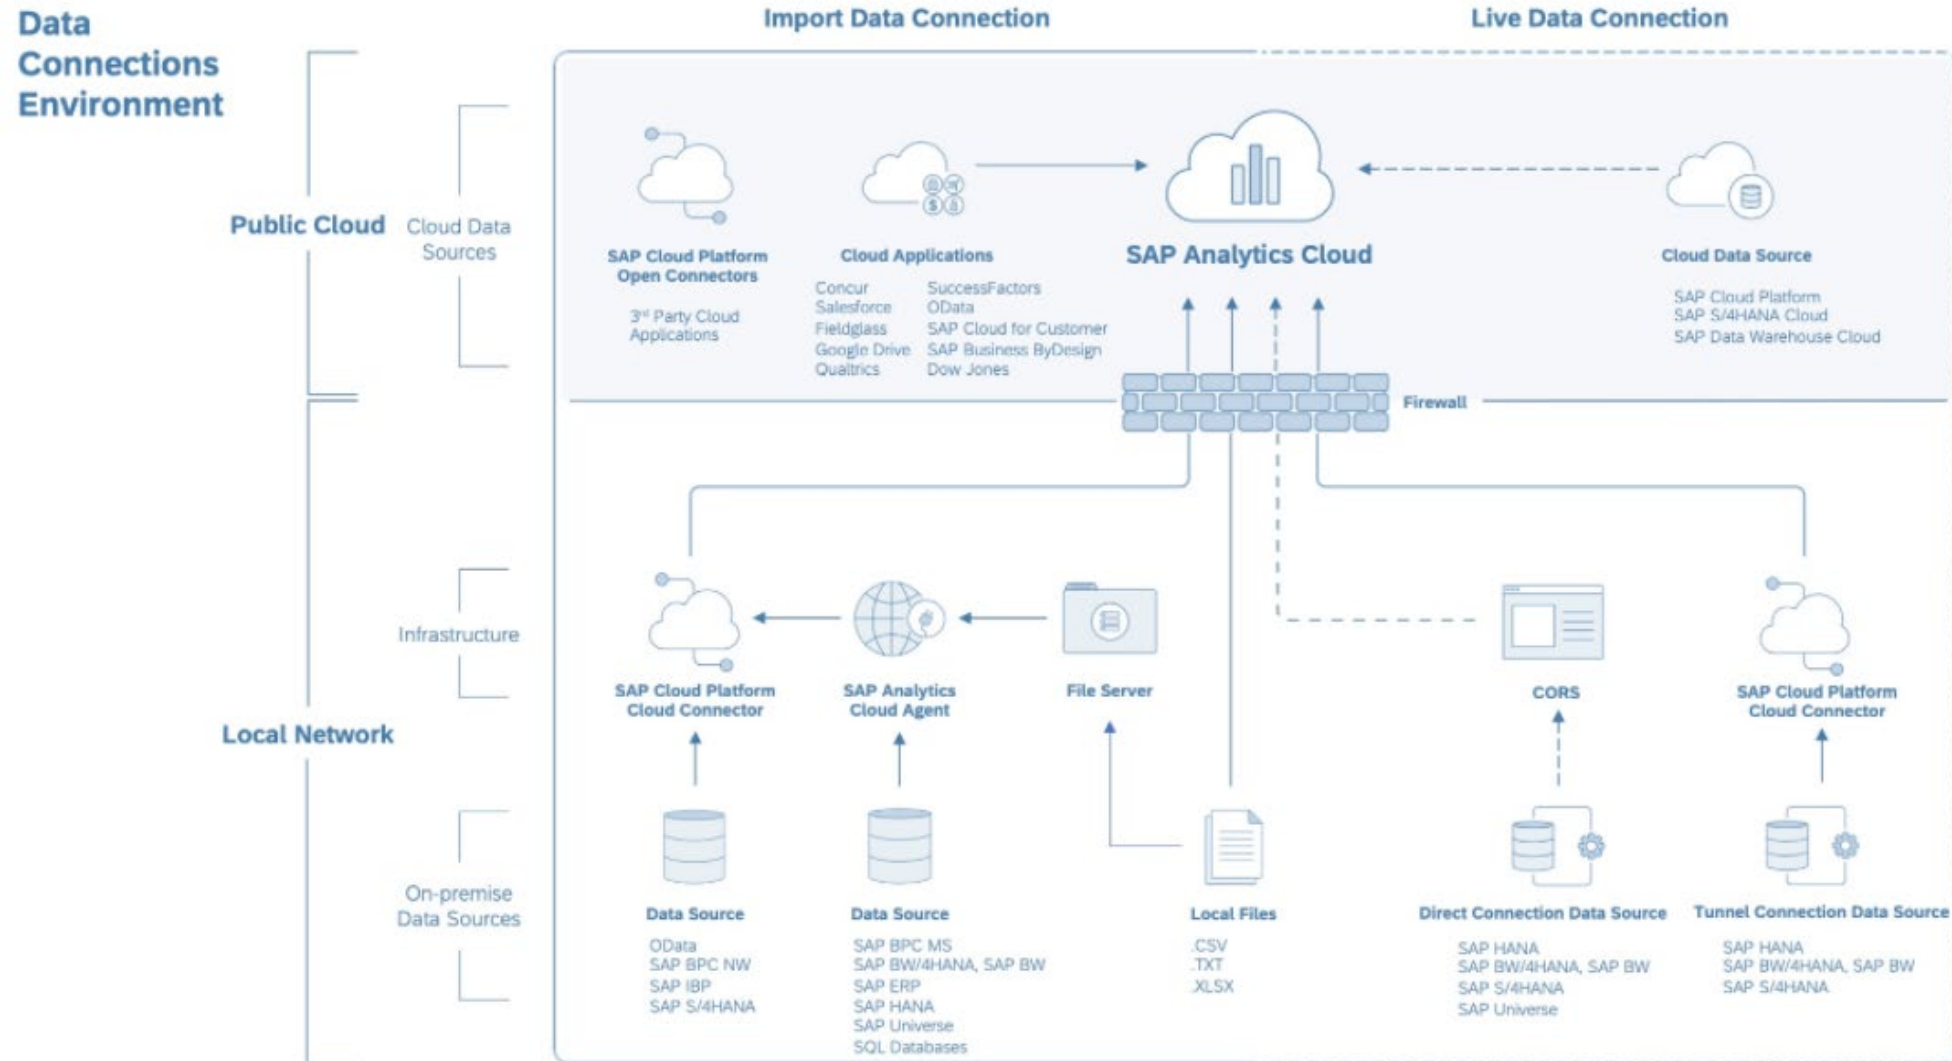 Data
Connections
Environment
Import Data Connection
Live Data Connection
Public Cloud
Cloud Data
Sources
SAP Cloud Platform
Open Connectors
3rd Party Cloud
Applications
Cloud Applications
Concur
Salesforce
Fieldglass
Google Drive
Qualtrics
SuccessFactors
OData
SAP Cloud for Customer
SAP Business ByDesign
Dow Jones
SAP Analytics Cloud
Cloud Data Source
SAP Cloud Platform
SAP S/4HANA Cloud
SAP Data Warehouse Cloud
Firewall
Local Network
Infrastructure
SAP Cloud Platform
Cloud Connector
SAP Analytics
Cloud Agent
File Server
CORS
SAP Cloud Platform
Cloud Connector
On-premise
Data Sources
Data Source
OData
SAP BPC NW
SAP IBP
SAP S/4HANA
Data Source
SAP BPC MS
SAP BW/4HANA, SAP BW
SAP ERP
SAP HANA
SAP Universe
SQL Databases
Local Files
.CSV
.TXT
.XLSX
Direct Connection Data Source
SAP HANA
SAP BW/4HANA, SAP BW
SAP S/4HANA
SAP Universe
Tunnel Connection Data Source
SAP HANA
SAP BW/4HANA, SAP BW
SAP S/4HANA